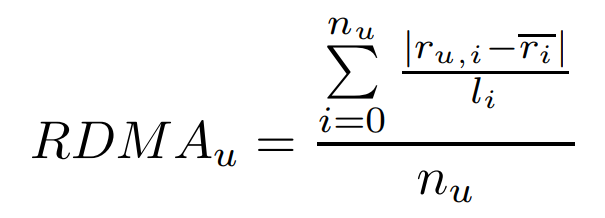 $RDMA_u = \frac{\sum_{i=0}^{n_u} \frac{|r_{u,i} - \overline{r_i}|}{l_i}}{n_u}$